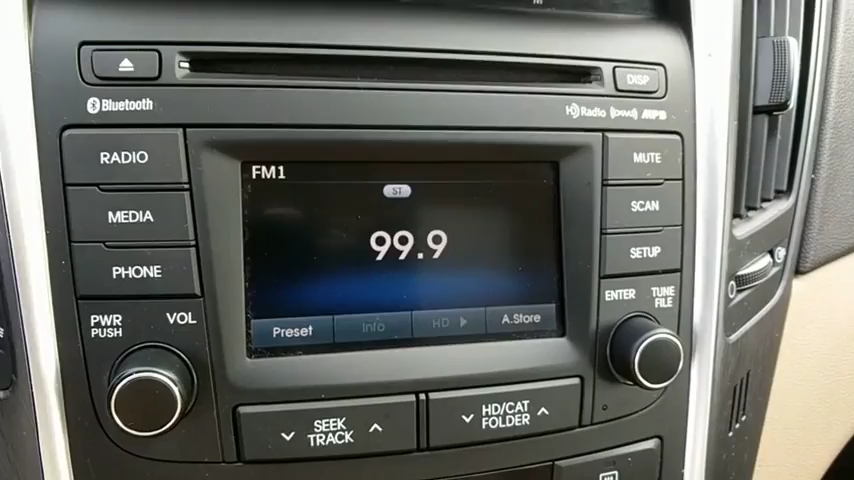 DISP
Bluetooth
HD Radio (XM) MP3
RADIO
MEDIA
PHONE
FM1
ST
99.9
Preset Info HD A.Store
MUTE
SCAN
SETUP
PWR
PUSH
VOL
ENTER
TUNE
FILE
SEEK
TRACK
HD/CAT
FOLDER